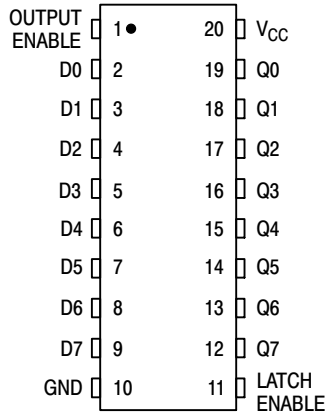 OUTPUT
ENABLE 1 20 VCC
D0 2 19 Q0
D1 3 18 Q1
D2 4 17 Q2
D3 5 16 Q3
D4 6 15 Q4
D5 7 14 Q5
D6 8 13 Q6
D7 9 12 Q7
GND 10 11 LATCH
ENABLE